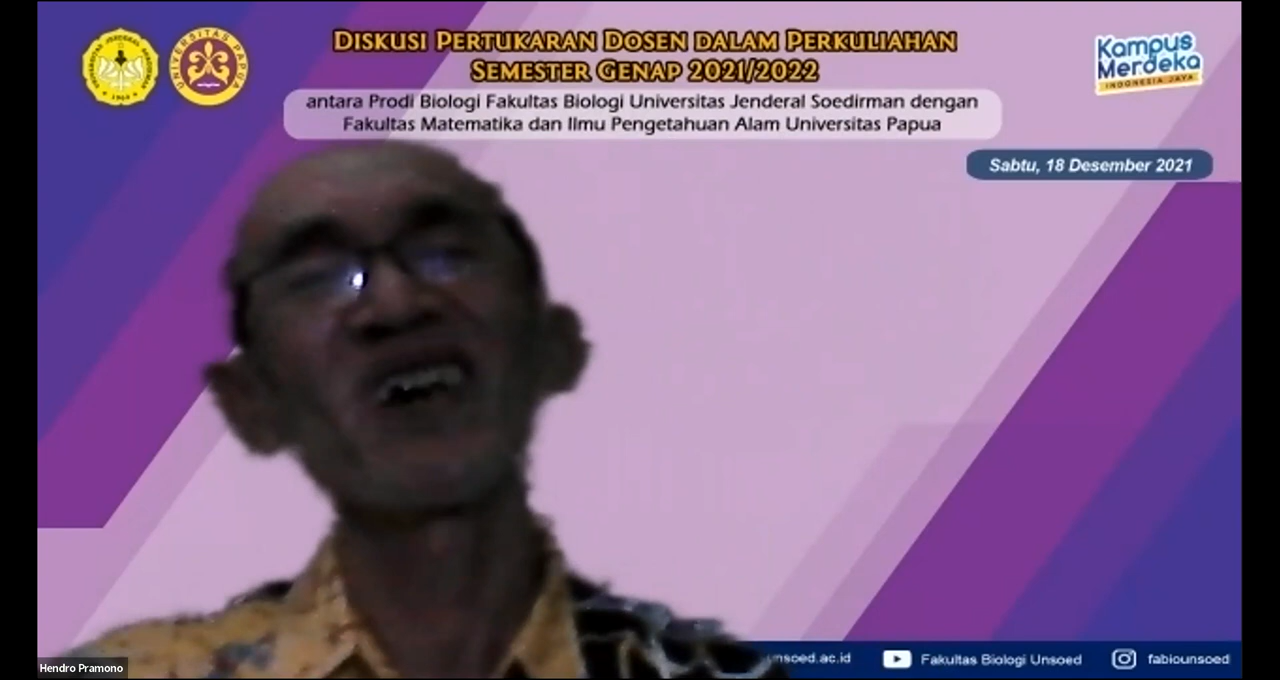 DISKUSI PERTUKARAN DOSEN DALAM PERKULIAHAN
SEMESTER GENAP 2021/2022
antara Prodi Biologi Fakultas Biologi Universitas Jenderal Soedirman dengan
Fakultas Matematika dan Ilmu Pengetahuan Alam Universitas Papua
Kampus
Merdeka
INDONESIA JAYA
UNIVERSITAS PAPUA
Sabtu, 18 Desember 2021
unsoed.ac.id
Fakultas Biologi Unsoed
fabiounsoed
Hendro Pramono